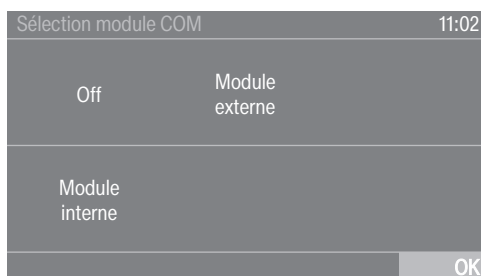 Sélection module COM 11:02
Off
Module
externe
Module
interne
OK